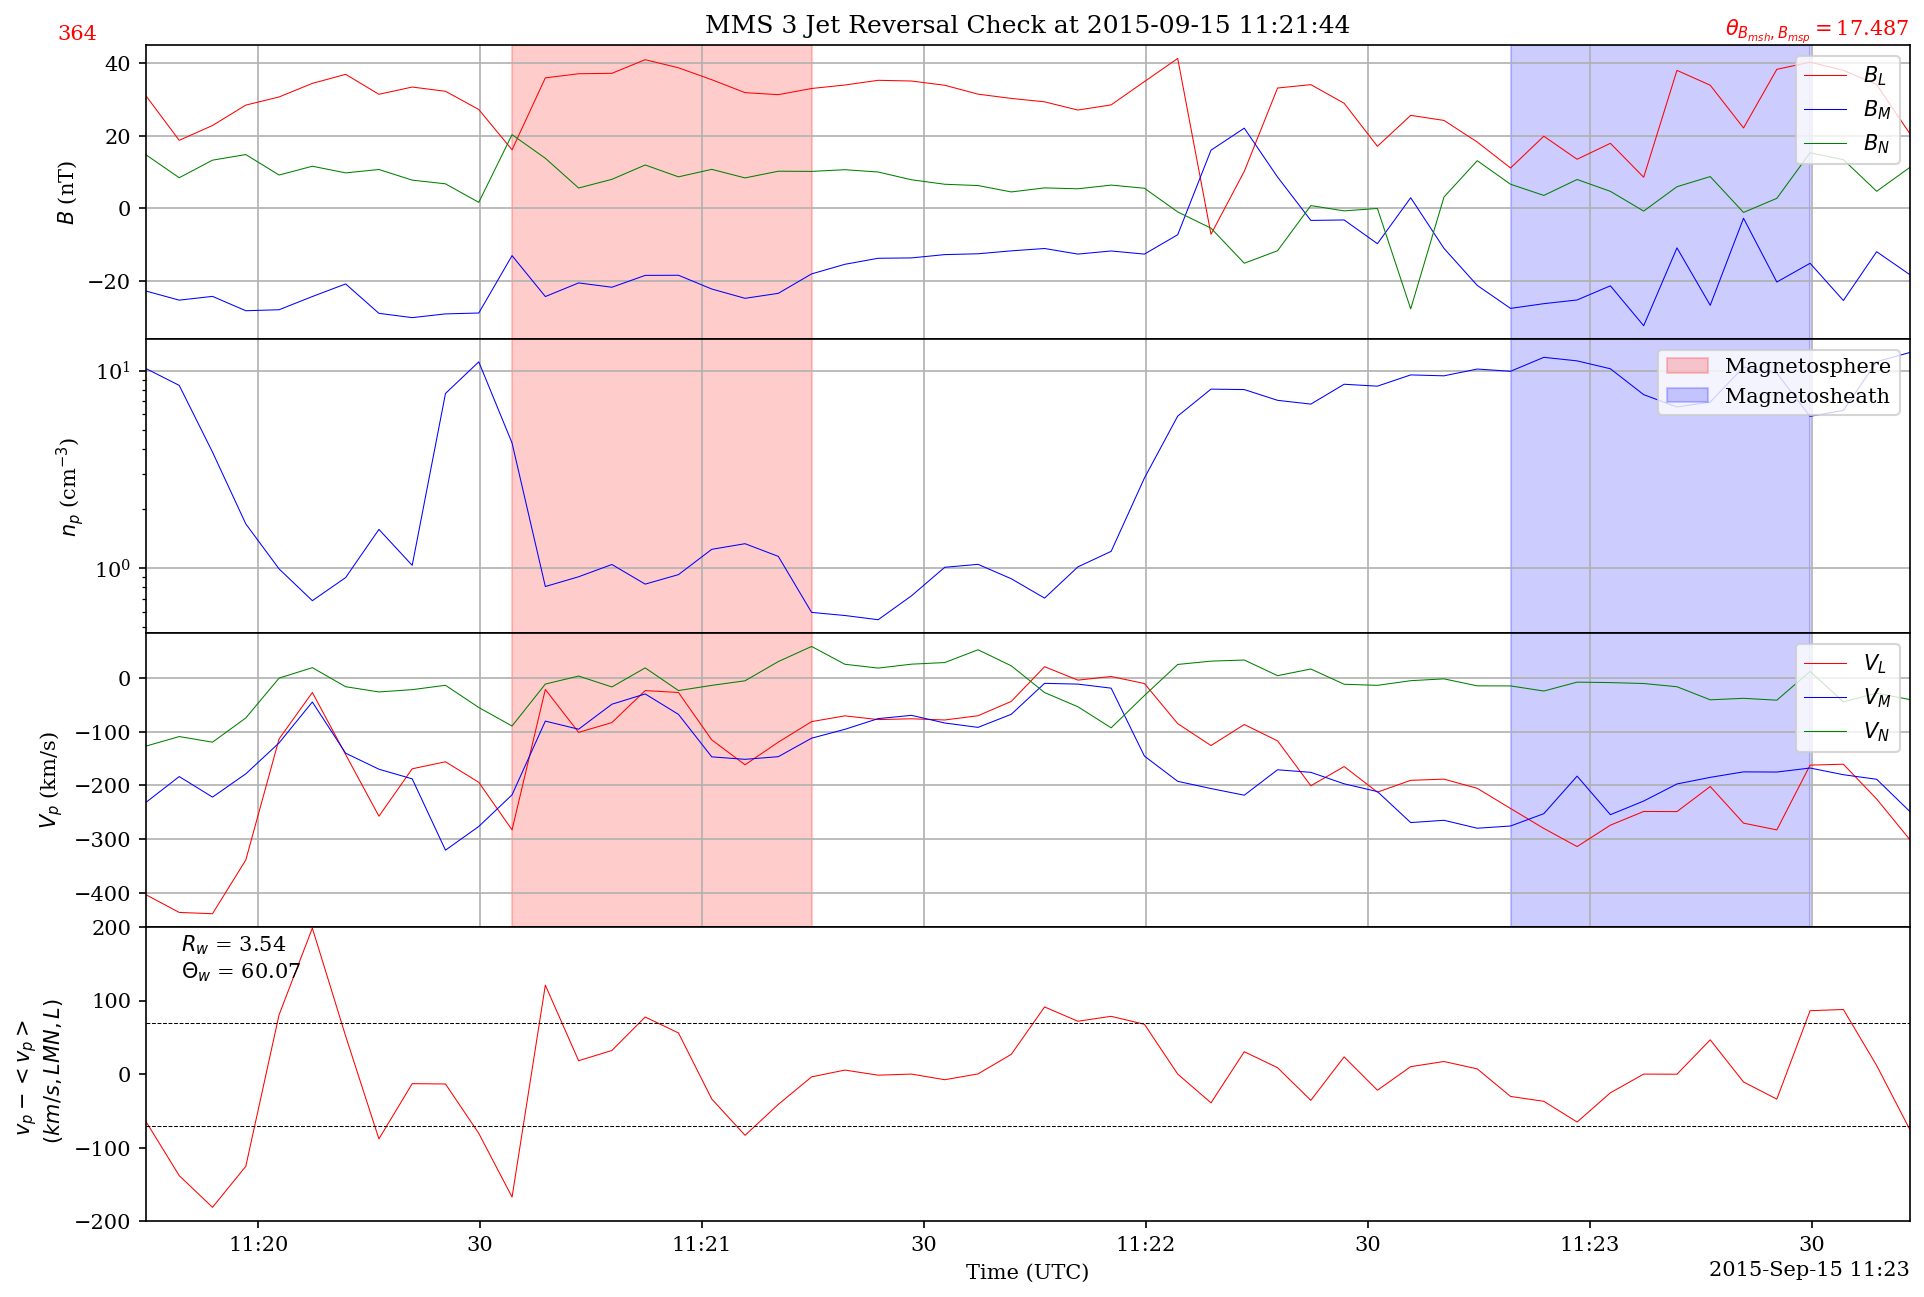 364
MMS 3 Jet Reversal Check at 2015-09-15 11:21:44
θ_{B_{msh}, B_{msp}} = 17.487
40
20
0
−20
B (nT)
B_L
B_M
B_N
10^1
10^0
n_p (cm^{−3})
Magnetosphere
Magnetosheath
0
−100
−200
−300
−400
V_p (km/s)
V_L
V_M
V_N
200
100
0
−100
−200
v_p − < v_p >
(km/s, LMN, L)
R_w = 3.54
Θ_w = 60.07
11:20
30
11:21
30
11:22
30
11:23
30
Time (UTC)
2015-Sep-15 11:23